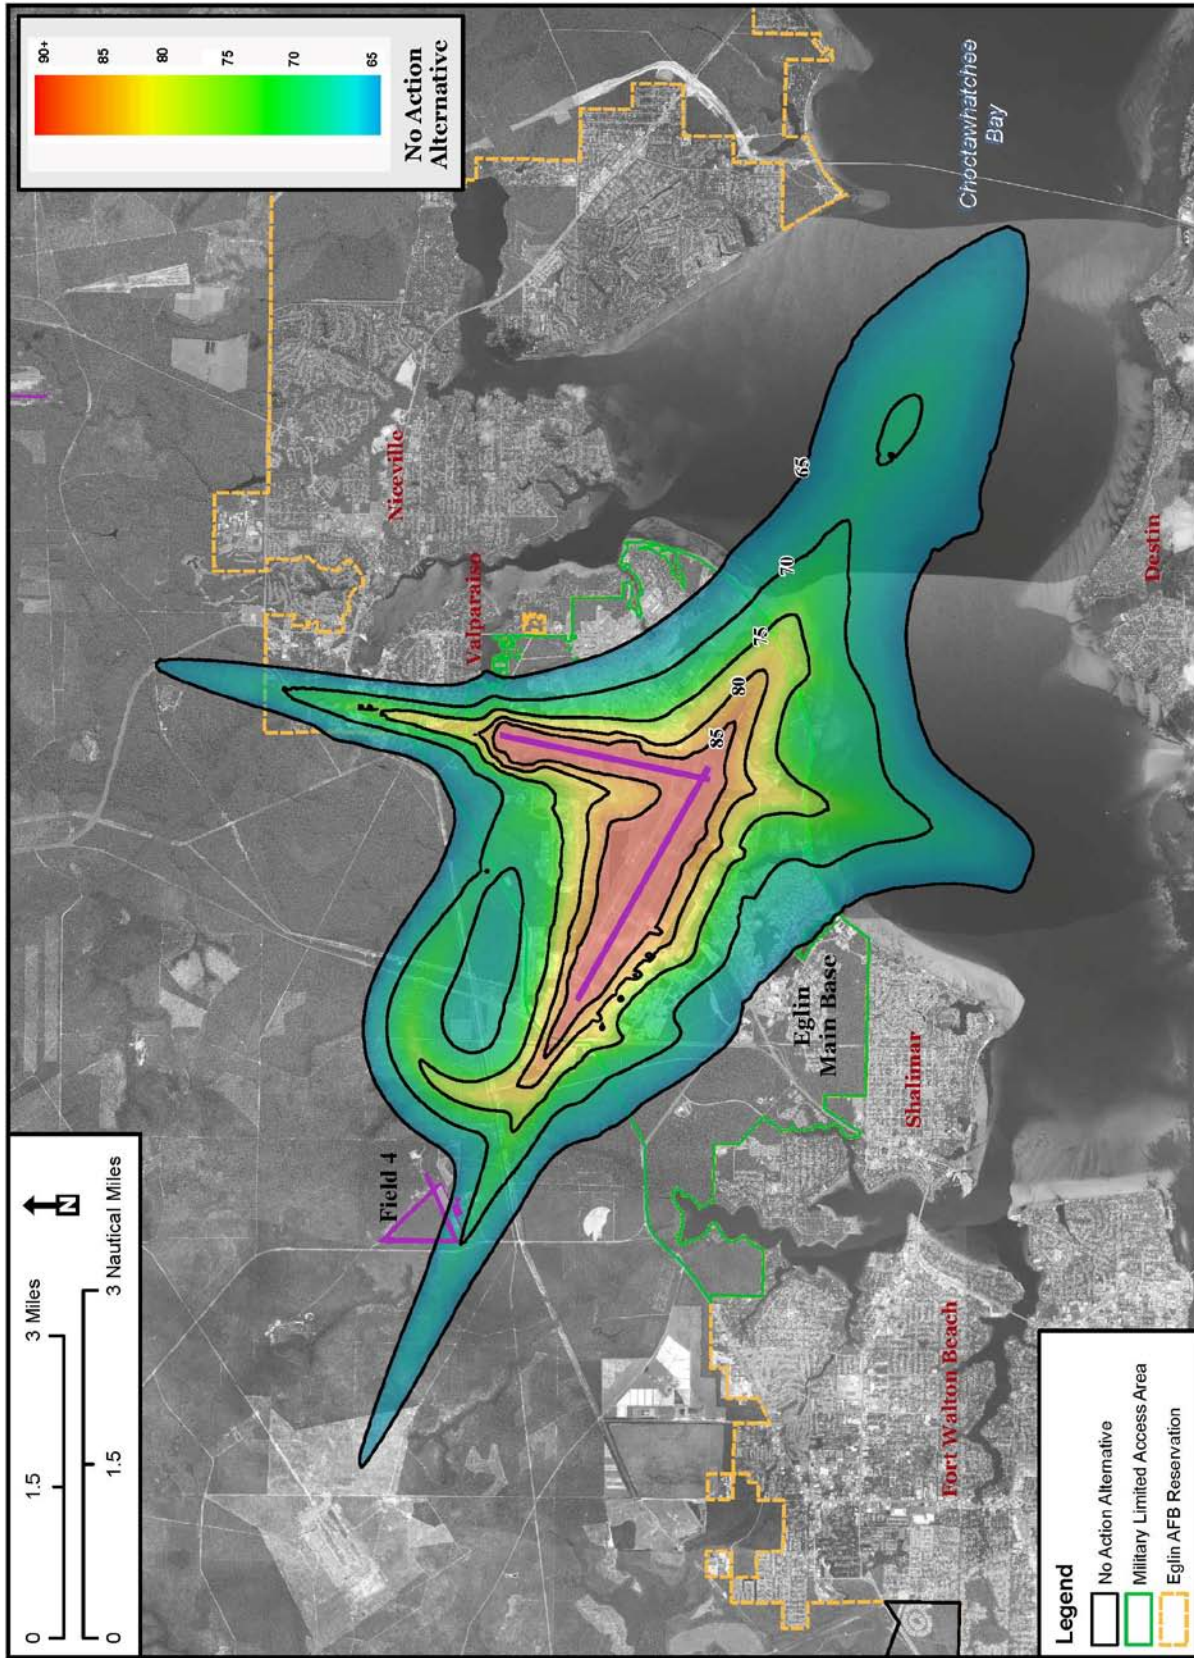 0 1.5 3 Miles
0 1.5 3 Nautical Miles
N
90+
85
80
75
70
65
No Action
Alternative
Field 4
Niceville
Valparaiso
Choctawhatchee
Bay
65
70
75
80
85
Eglin
Main Base
Shalimar
Destin
Fort Walton Beach
Legend
No Action Alternative
Military Limited Access Area
Eglin AFB Reservation